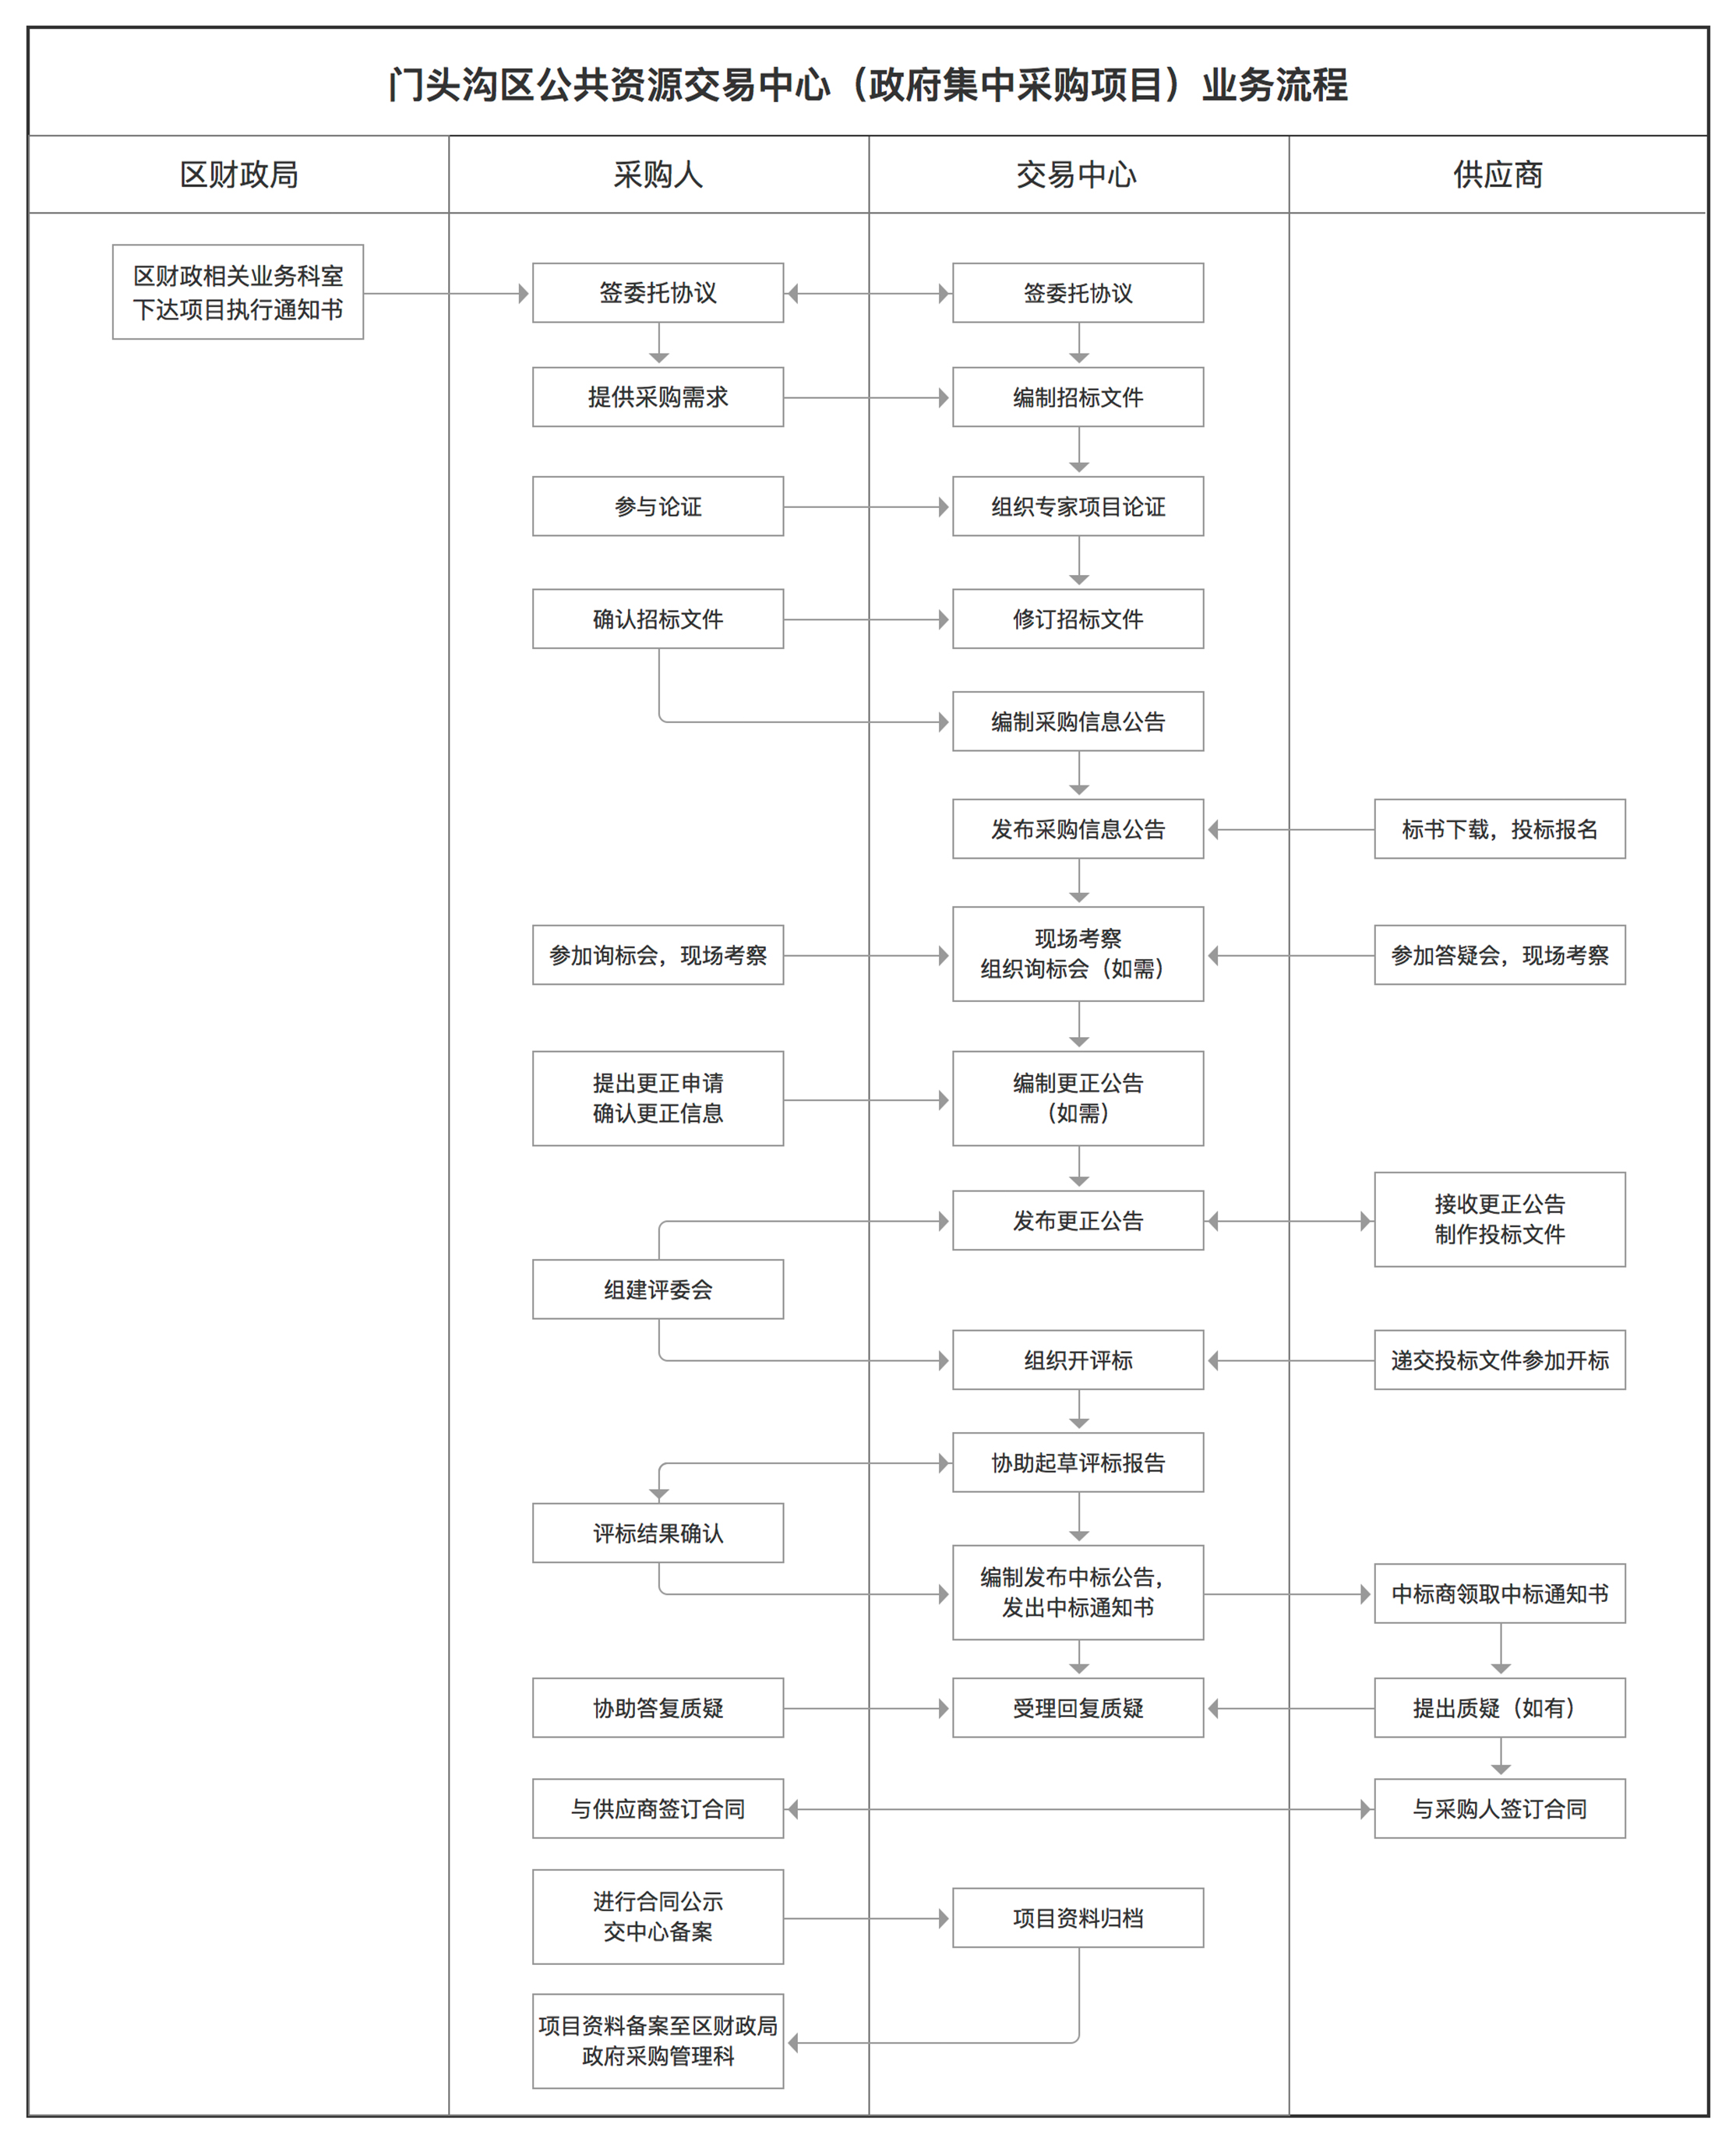 门头沟区公共资源交易中心（政府集中采购项目）业务流程
区财政局
采购人
交易中心
供应商
区财政相关业务科室
下达项目执行通知书
签委托协议
签委托协议
提供采购需求
编制招标文件
参与论证
组织专家项目论证
确认招标文件
修订招标文件
编制采购信息公告
发布采购信息公告
标书下载，投标报名
参加询标会，现场考察
现场考察
组织询标会（如需）
参加答疑会，现场考察
提出更正申请
确认更正信息
编制更正公告
（如需）
发布更正公告
接收更正公告
制作投标文件
组建评委会
组织开评标
递交投标文件参加开标
协助起草评标报告
评标结果确认
编制发布中标公告，
发出中标通知书
中标商领取中标通知书
协助答复质疑
受理回复质疑
提出质疑（如有）
与供应商签订合同
与采购人签订合同
进行合同公示
交中心备案
项目资料归档
项目资料备案至区财政局
政府采购管理科